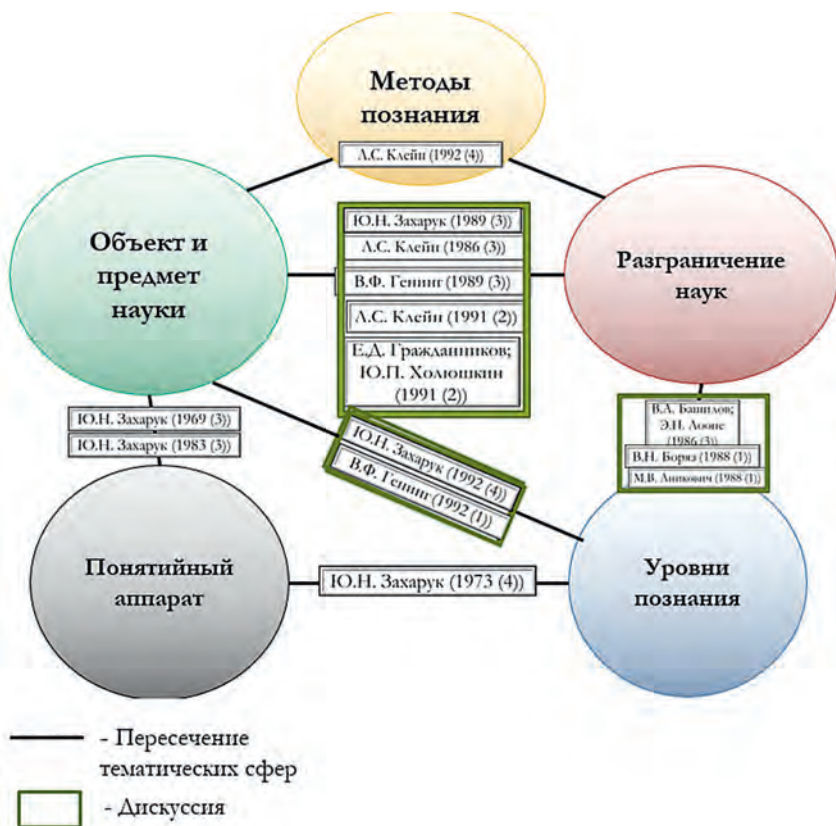 Методы
познания
Л.С. Клейн (1992 (4))
Объект и
предмет
науки
Ю.Н. Захарук (1989 (3))
Л.С. Клейн (1986 (3))
В.Ф. Генинг (1989 (3))
Л.С. Клейн (1991 (2))
Е.Д. Гражданников;
Ю.П. Холюшкин
(1991 (2))
Разграничение
наук
Ю.Н. Захарук (1969 (3))
Ю.Н. Захарук (1983 (3))
Ю.Н. Захарук (1992 (4))
В.Ф. Генинг (1992 (1))
В.А. Башилов;
Э.Н. Лооне
(1986 (3))
В.Н. Боряз (1988 (1))
М.В. Аникович (1988 (1))
Понятийный
аппарат
Ю.Н. Захарук (1973 (4))
Уровни
познания
- Пересечение
тематических сфер
- Дискуссия